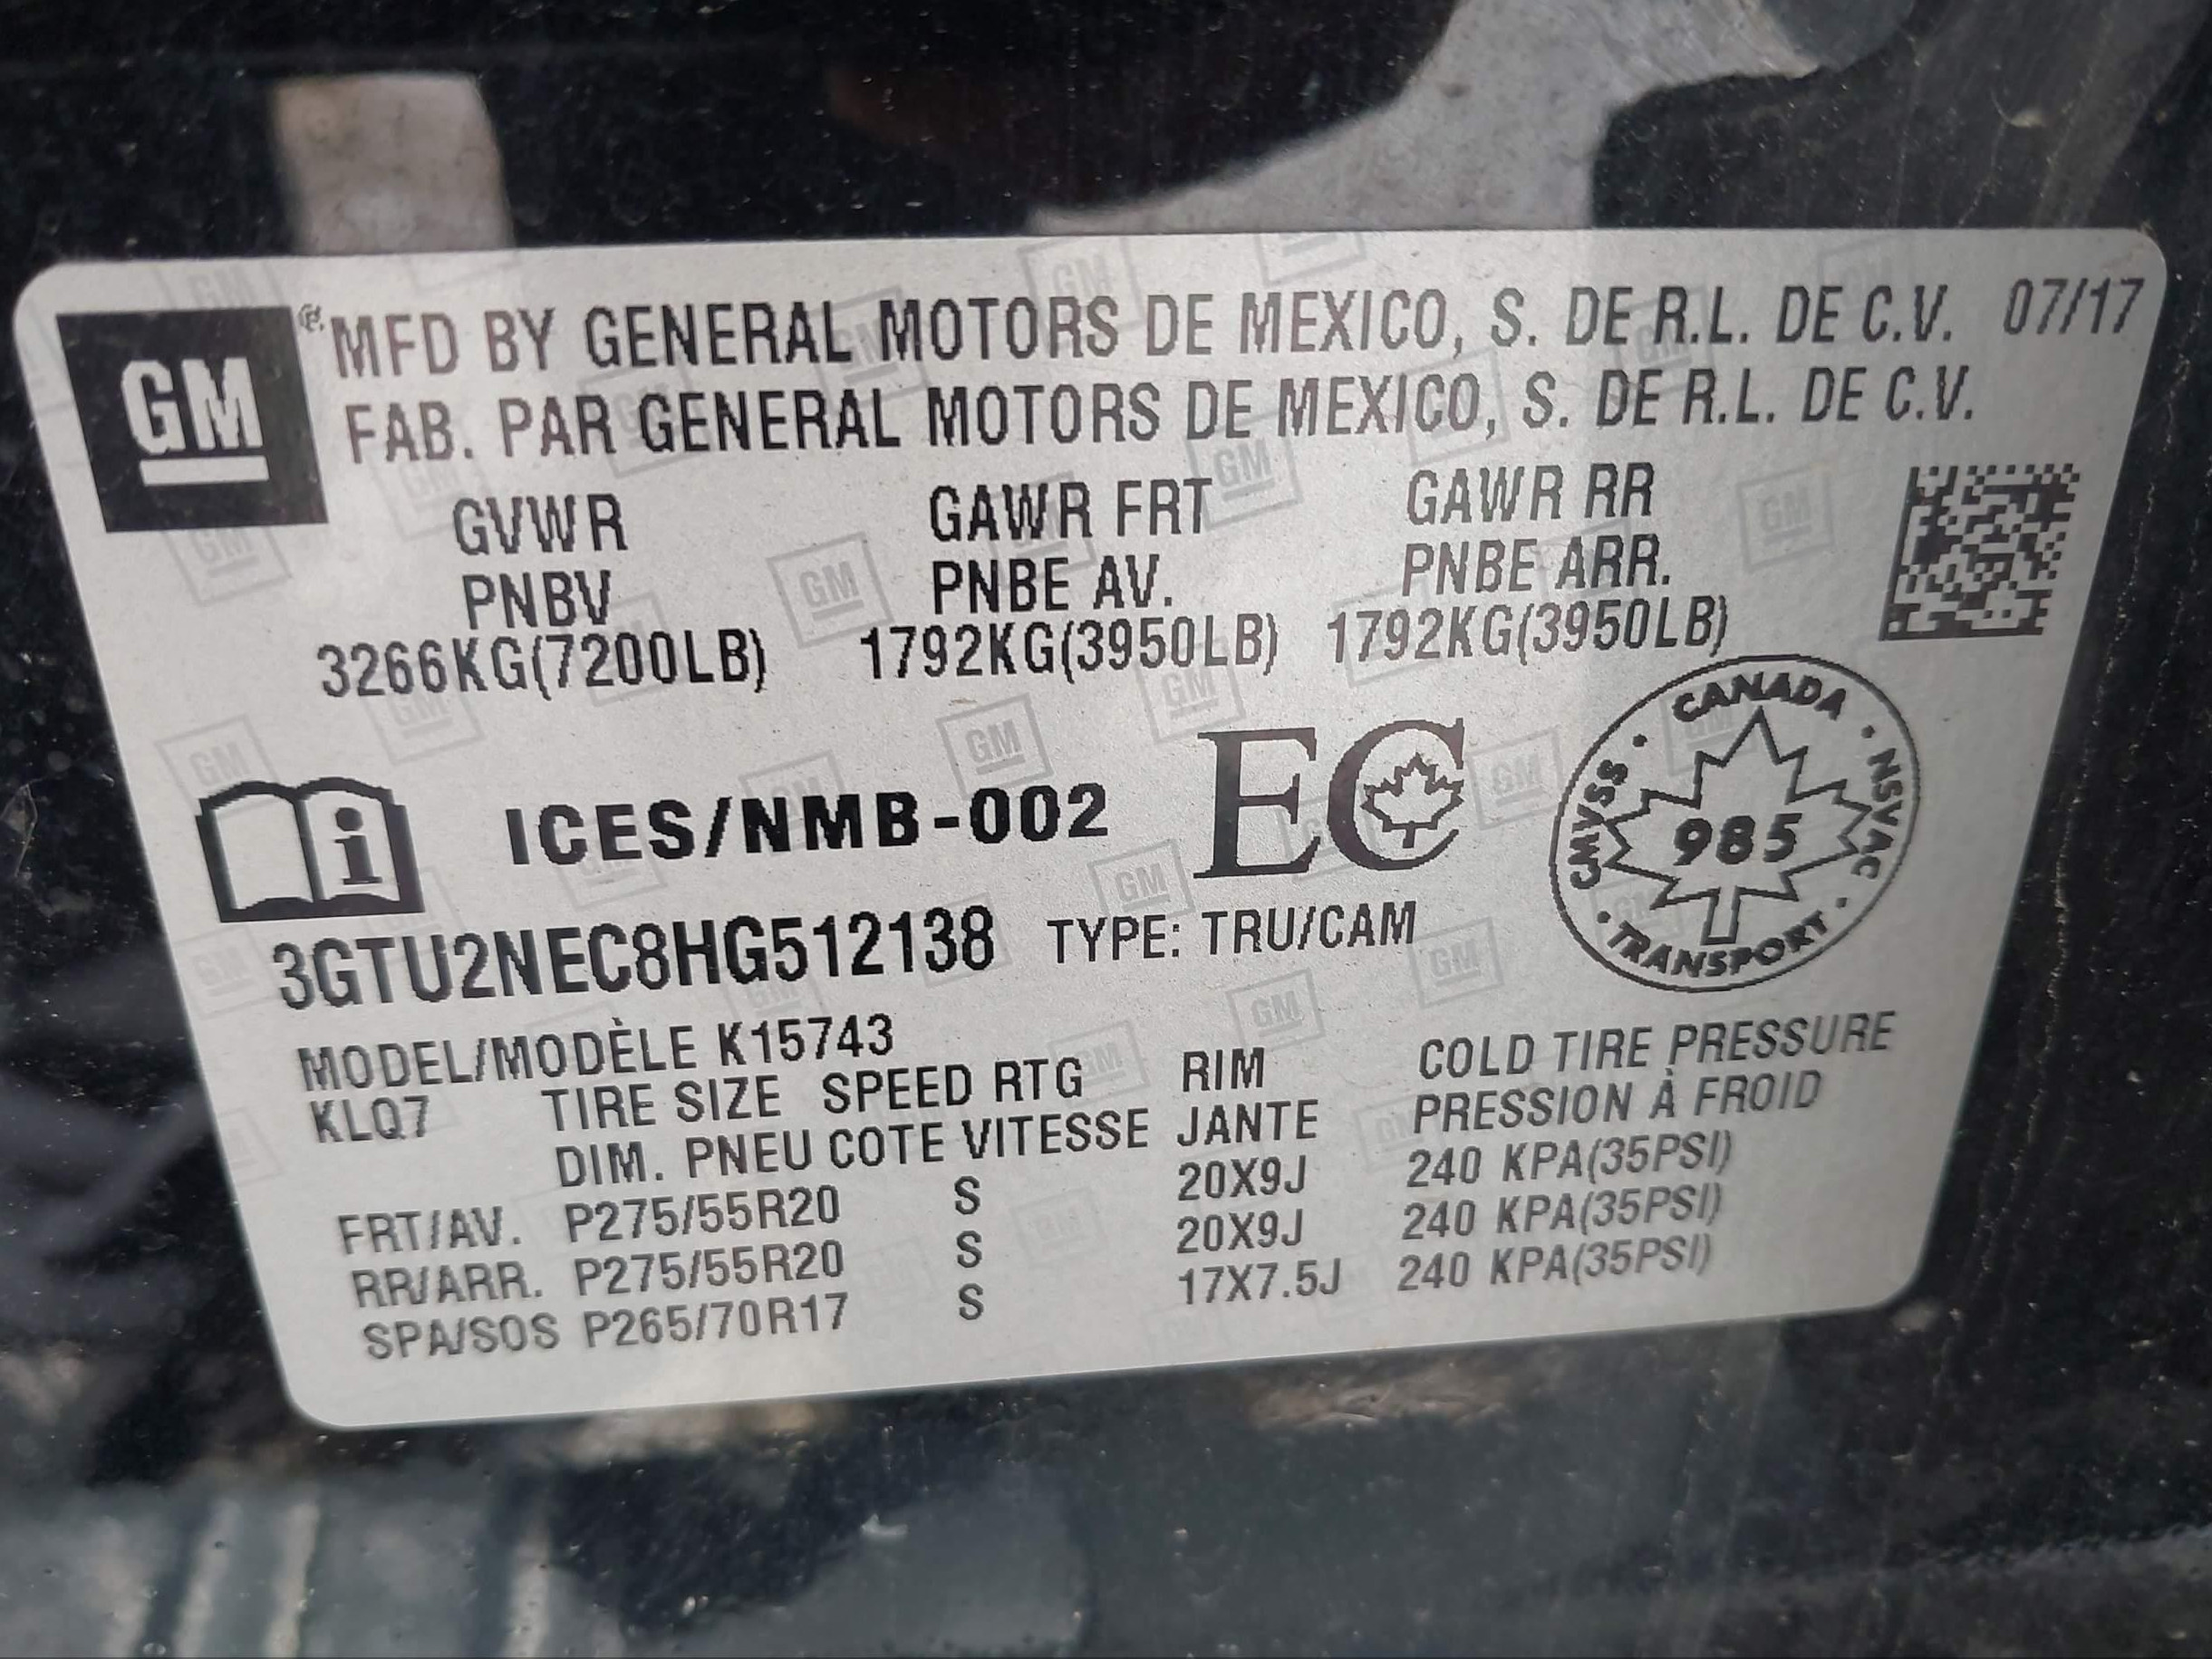 GM
MFD BY GENERAL MOTORS DE MEXICO, S. DE R.L. DE C.V. 07/17
FAB. PAR GENERAL MOTORS DE MEXICO, S. DE R.L. DE C.V.
GVWR GAWR FRT GAWR RR
PNBV PNBE AV. PNBE ARR.
3266KG(7200LB) 1792KG(3950LB) 1792KG(3950LB)
i ICES/NMB-002 EC
CANADA · NSVAC · TRANSPORT · CMVSS ·
985
3GTU2NEC8HG512138 TYPE: TRU/CAM
MODEL/MODÈLE K15743
KLQ7 TIRE SIZE SPEED RTG RIM COLD TIRE PRESSURE
DIM. PNEU COTE VITESSE JANTE PRESSION À FROID
FRT/AV. P275/55R20 S 20X9J 240 KPA(35PSI)
RR/ARR. P275/55R20 S 20X9J 240 KPA(35PSI)
SPA/SOS P265/70R17 S 17X7.5J 240 KPA(35PSI)